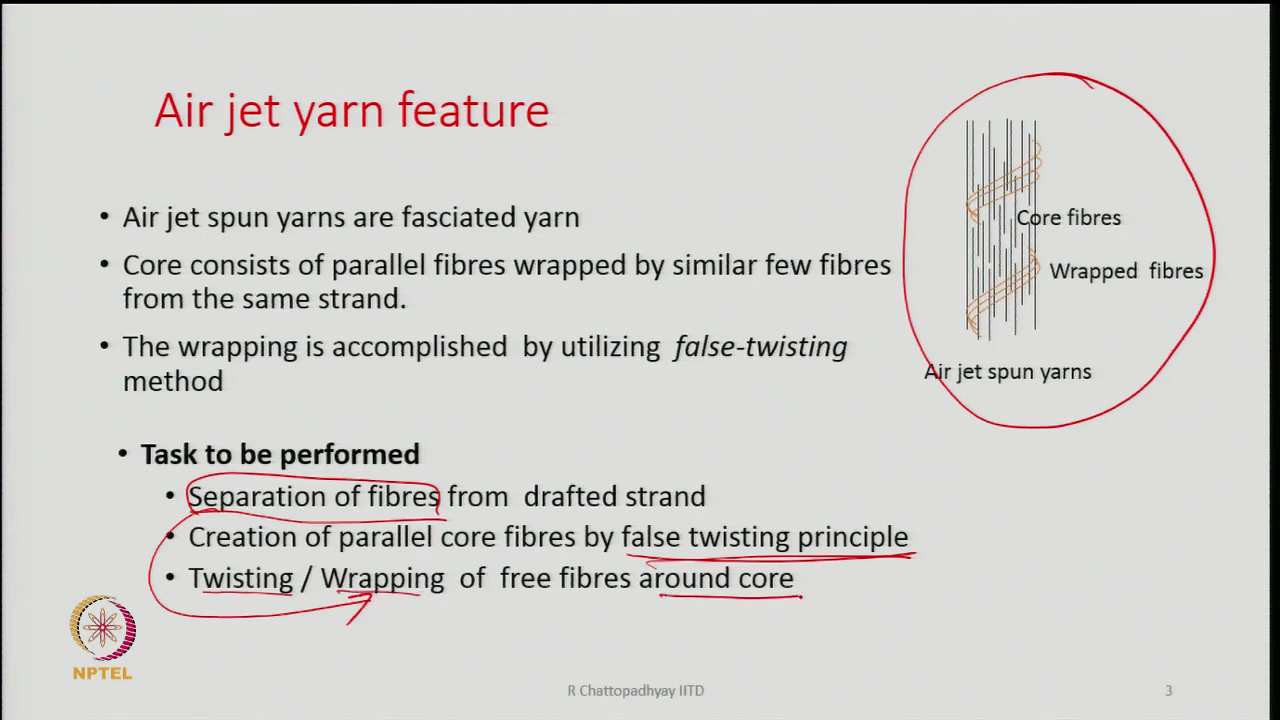 Air jet yarn feature
• Air jet spun yarns are fasciated yarn
• Core consists of parallel fibres wrapped by similar few fibres
from the same strand.
• The wrapping is accomplished by utilizing false-twisting
method
Core fibres
Wrapped fibres
Air jet spun yarns
• Task to be performed
• Separation of fibres from drafted strand
• Creation of parallel core fibres by false twisting principle
• Twisting / Wrapping of free fibres around core
NPTEL
R Chattopadhyay IITD
3